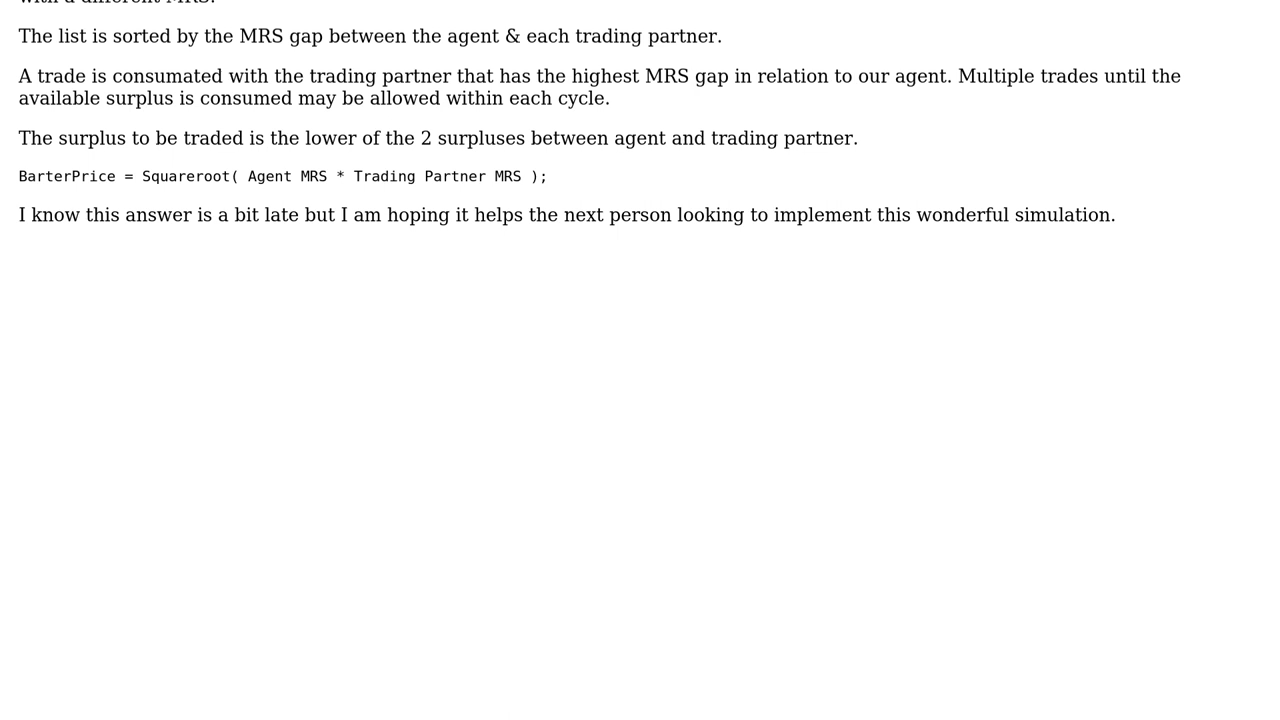 with a different MRS.
The list is sorted by the MRS gap between the agent & each trading partner.
A trade is consumated with the trading partner that has the highest MRS gap in relation to our agent. Multiple trades until the
available surplus is consumed may be allowed within each cycle.
The surplus to be traded is the lower of the 2 surpluses between agent and trading partner.
BarterPrice = Squareroot( Agent MRS * Trading Partner MRS );
I know this answer is a bit late but I am hoping it helps the next person looking to implement this wonderful simulation.